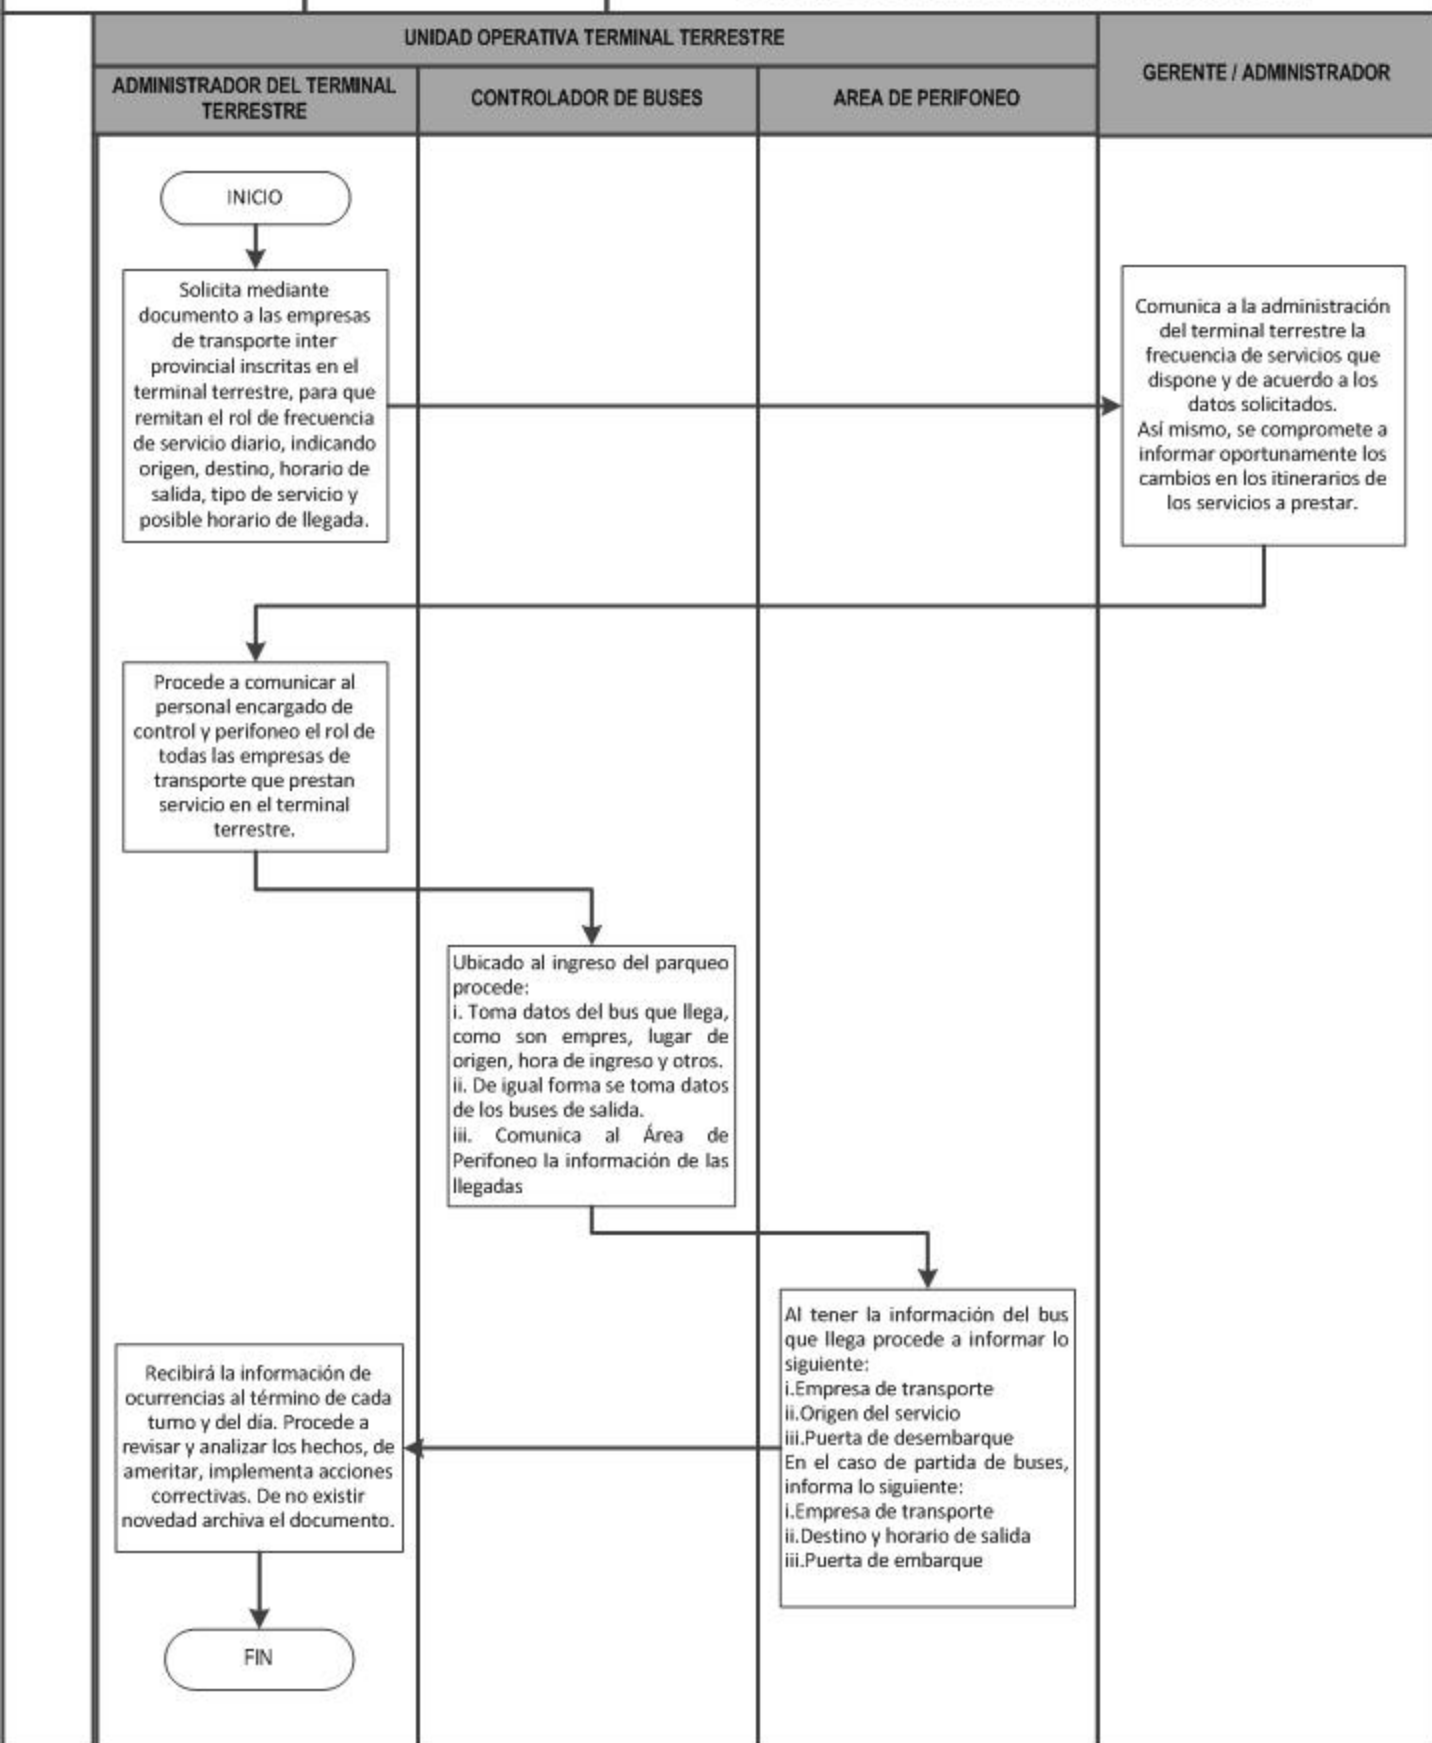 UNIDAD OPERATIVA TERMINAL TERRESTRE
GERENTE / ADMINISTRADOR
ADMINISTRADOR DEL TERMINAL
TERRESTRE
CONTROLADOR DE BUSES
AREA DE PERIFONEO
INICIO
Solicita mediante
documento a las empresas
de transporte inter
provincial inscritas en el
terminal terrestre, para que
remitan el rol de frecuencia
de servicio diario, indicando
origen, destino, horario de
salida, tipo de servicio y
posible horario de llegada.
Comunica a la administración
del terminal terrestre la
frecuencia de servicios que
dispone y de acuerdo a los
datos solicitados.
Así mismo, se compromete a
informar oportunamente los
cambios en los itinerarios de
los servicios a prestar.
Procede a comunicar al
personal encargado de
control y perifoneo el rol de
todas las empresas de
transporte que prestan
servicio en el terminal
terrestre.
Ubicado al ingreso del parqueo
procede:
i. Toma datos del bus que llega,
como son empres, lugar de
origen, hora de ingreso y otros.
ii. De igual forma se toma datos
de los buses de salida.
iii. Comunica al Área de
Perifoneo la información de las
llegadas
Al tener la información del bus
que llega procede a informar lo
siguiente:
i.Empresa de transporte
ii.Origen del servicio
iii.Puerta de desembarque
En el caso de partida de buses,
informa lo siguiente:
i.Empresa de transporte
ii.Destino y horario de salida
iii.Puerta de embarque
Recibirá la información de
ocurrencias al término de cada
turno y del día. Procede a
revisar y analizar los hechos, de
ameritar, implementa acciones
correctivas. De no existir
novedad archiva el documento.
FIN